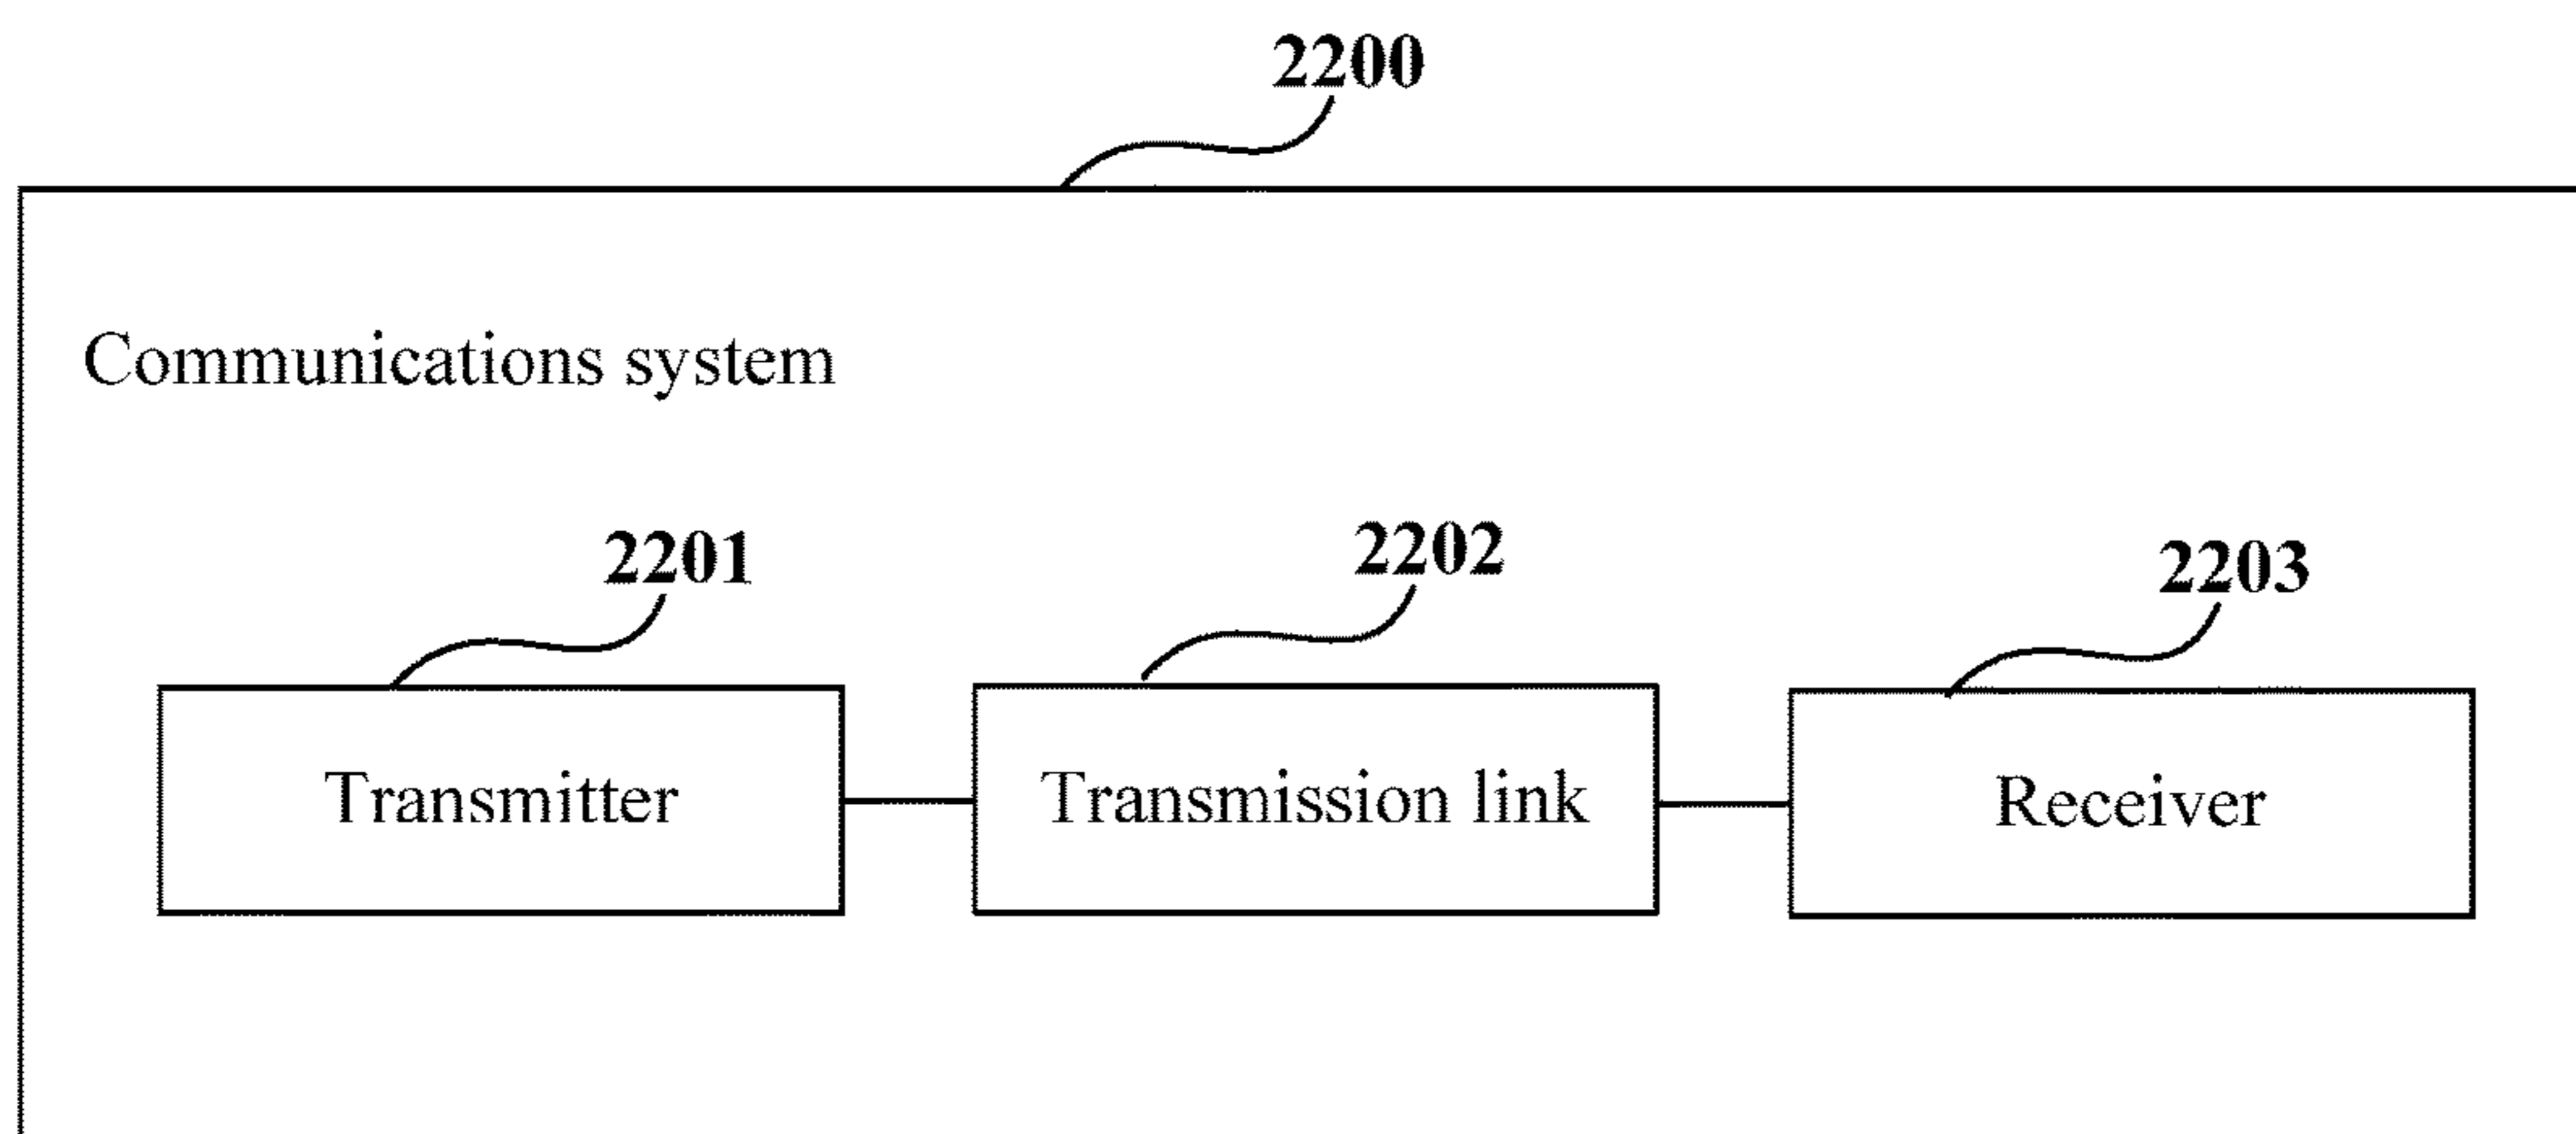 2200
Communications system
2201
2202
2203
Transmitter
Transmission link
Receiver